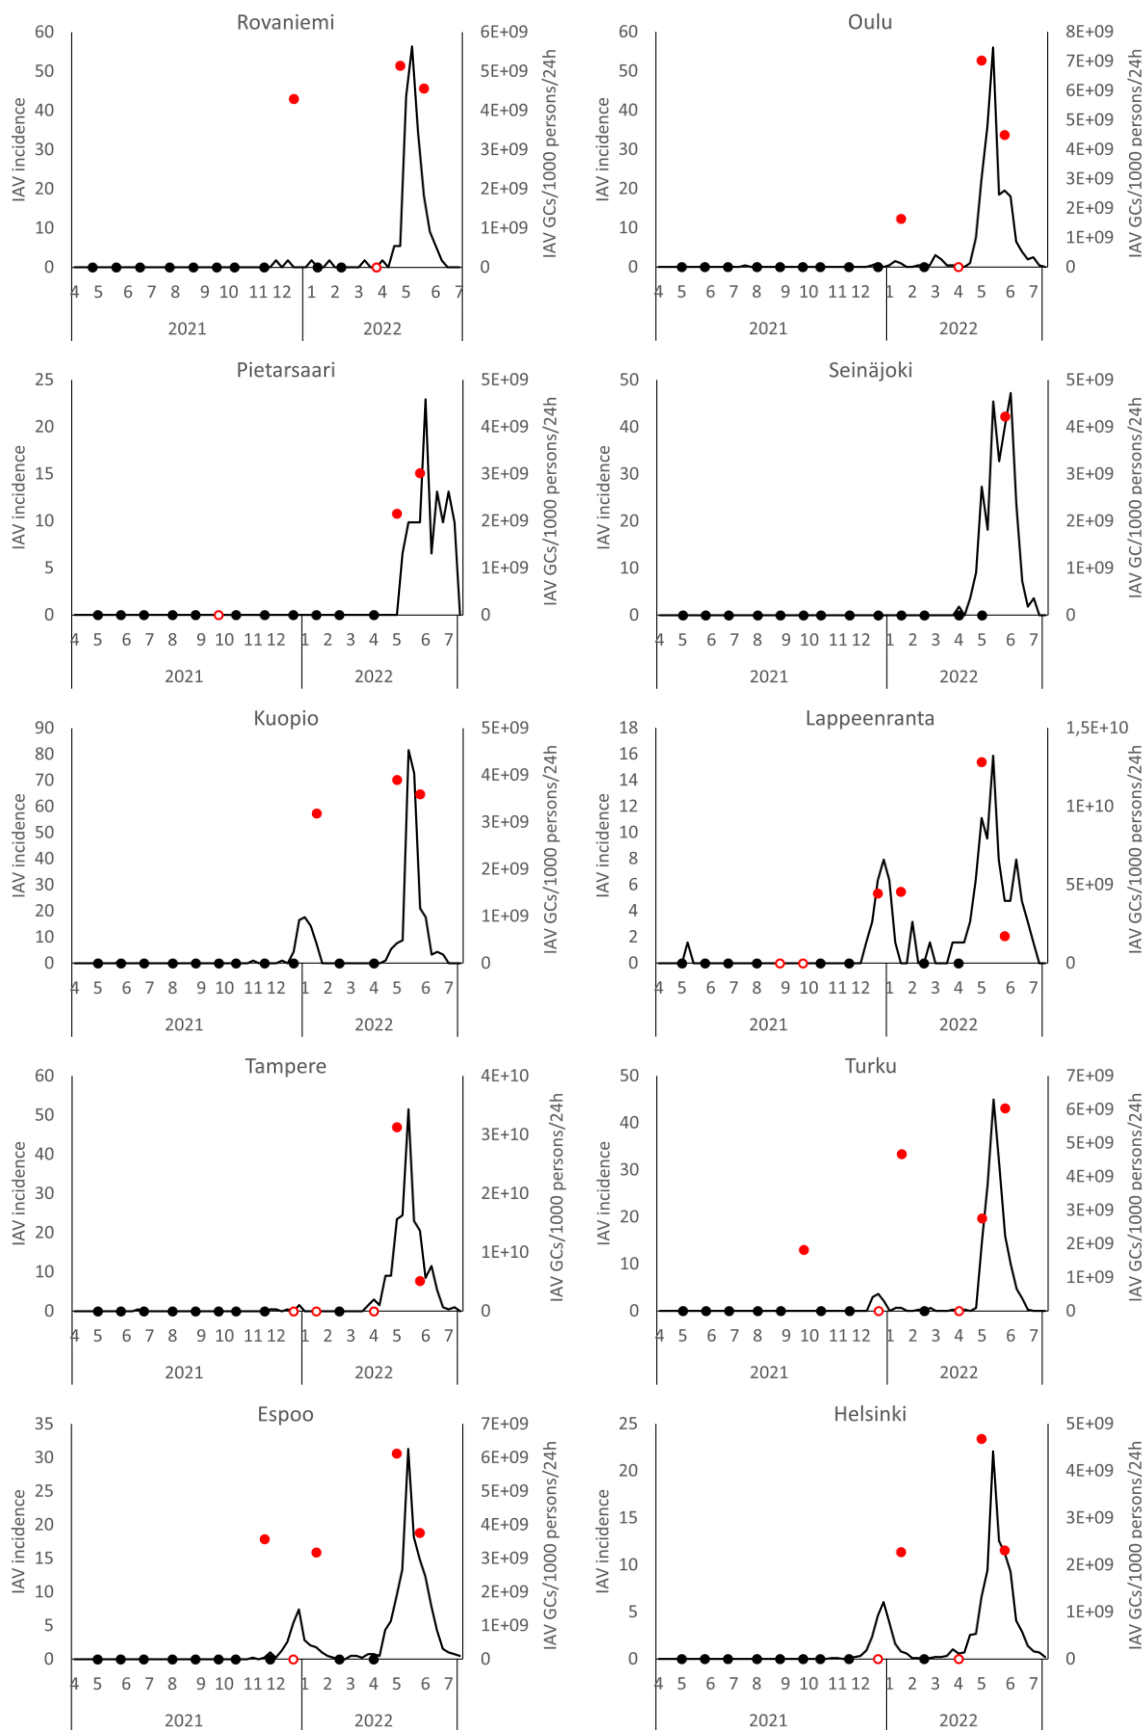 Rovaniemi
60
50
40
30
20
10
0
IAV incidence
6E+09
5E+09
4E+09
3E+09
2E+09
1E+09
0
IAV GCs/1000 persons/24h
4 5 6 7 8 9 10 11 12 1 2 3 4 5 6 7
2021 2022
Oulu
60
50
40
30
20
10
0
IAV incidence
8E+09
7E+09
6E+09
5E+09
4E+09
3E+09
2E+09
1E+09
0
IAV GCs/1000 persons/24h
4 5 6 7 8 9 10 11 12 1 2 3 4 5 6 7
2021 2022
Pietarsaari
25
20
15
10
5
0
IAV incidence
5E+09
4E+09
3E+09
2E+09
1E+09
0
IAV GCs/1000 persons/24h
4 5 6 7 8 9 10 11 12 1 2 3 4 5 6 7
2021 2022
Seinäjoki
50
40
30
20
10
0
IAV incidence
5E+09
4E+09
3E+09
2E+09
1E+09
0
IAV GC/1000 persons/24h
4 5 6 7 8 9 10 11 12 1 2 3 4 5 6 7
2021 2022
Kuopio
90
80
70
60
50
40
30
20
10
0
IAV incidence
5E+09
4E+09
3E+09
2E+09
1E+09
0
IAV GCs/1000 persons/24h
4 5 6 7 8 9 10 11 12 1 2 3 4 5 6 7
2021 2022
Lappeenranta
18
16
14
12
10
8
6
4
2
0
IAV incidence
1,5E+10
1E+10
5E+09
0
IAV GCs/1000 persons/24h
4 5 6 7 8 9 10 11 12 1 2 3 4 5 6 7
2021 2022
Tampere
60
50
40
30
20
10
0
IAV incidence
4E+10
3E+10
2E+10
1E+10
0
IAV GCs/1000 persons/24h
4 5 6 7 8 9 10 11 12 1 2 3 4 5 6 7
2021 2022
Turku
50
40
30
20
10
0
IAV incidence
7E+09
6E+09
5E+09
4E+09
3E+09
2E+09
1E+09
0
IAV GCs/1000 persons/24h
4 5 6 7 8 9 10 11 12 1 2 3 4 5 6 7
2021 2022
Espoo
35
30
25
20
15
10
5
0
IAV incidence
7E+09
6E+09
5E+09
4E+09
3E+09
2E+09
1E+09
0
IAV GCs/1000 persons/24h
4 5 6 7 8 9 10 11 12 1 2 3 4 5 6 7
2021 2022
Helsinki
25
20
15
10
5
0
IAV incidence
5E+09
4E+09
3E+09
2E+09
1E+09
0
IAV GCs/1000 persons/24h
4 5 6 7 8 9 10 11 12 1 2 3 4 5 6 7
2021 2022